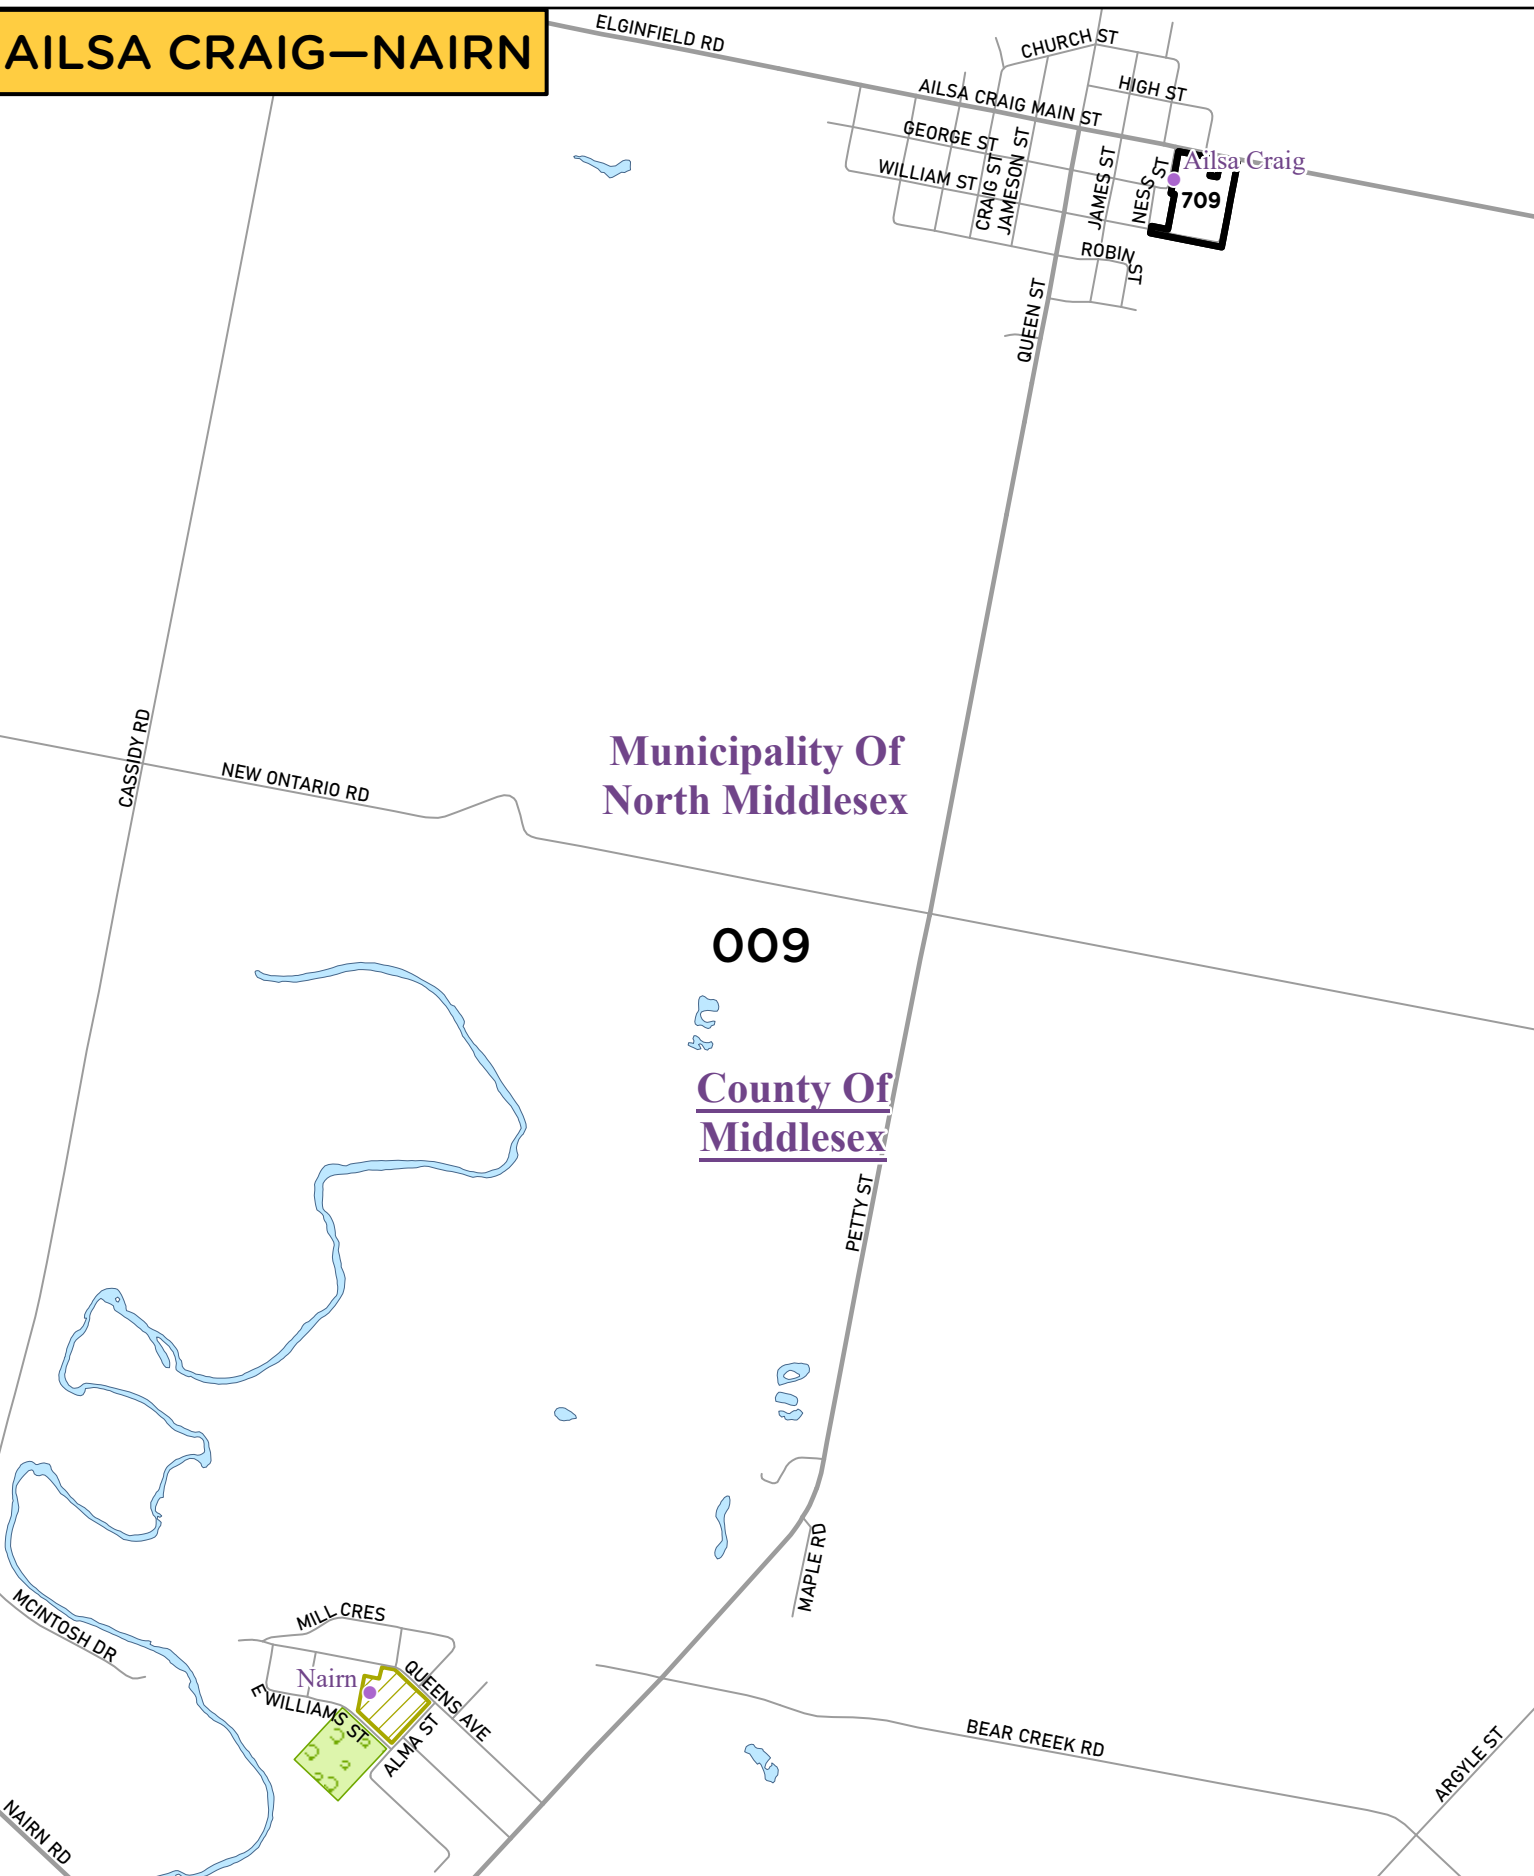 AILSA CRAIG—NAIRN
ELGINFIELD RD
CHURCH ST
HIGH ST
AILSA CRAIG MAIN ST
GEORGE ST
WILLIAM ST
CRAIG ST
JAMESON ST
JAMES ST
NESS ST
Ailsa Craig
709
ROBIN ST
QUEEN ST
CASSIDY RD
NEW ONTARIO RD
Municipality Of
North Middlesex
009
County Of
Middlesex
PETTY ST
MAPLE RD
MCINTOSH DR
MILL CRES
Nairn
QUEENS AVE
E WILLIAMS ST
ALMA ST
BEAR CREEK RD
ARGYLE ST
NAIRN RD